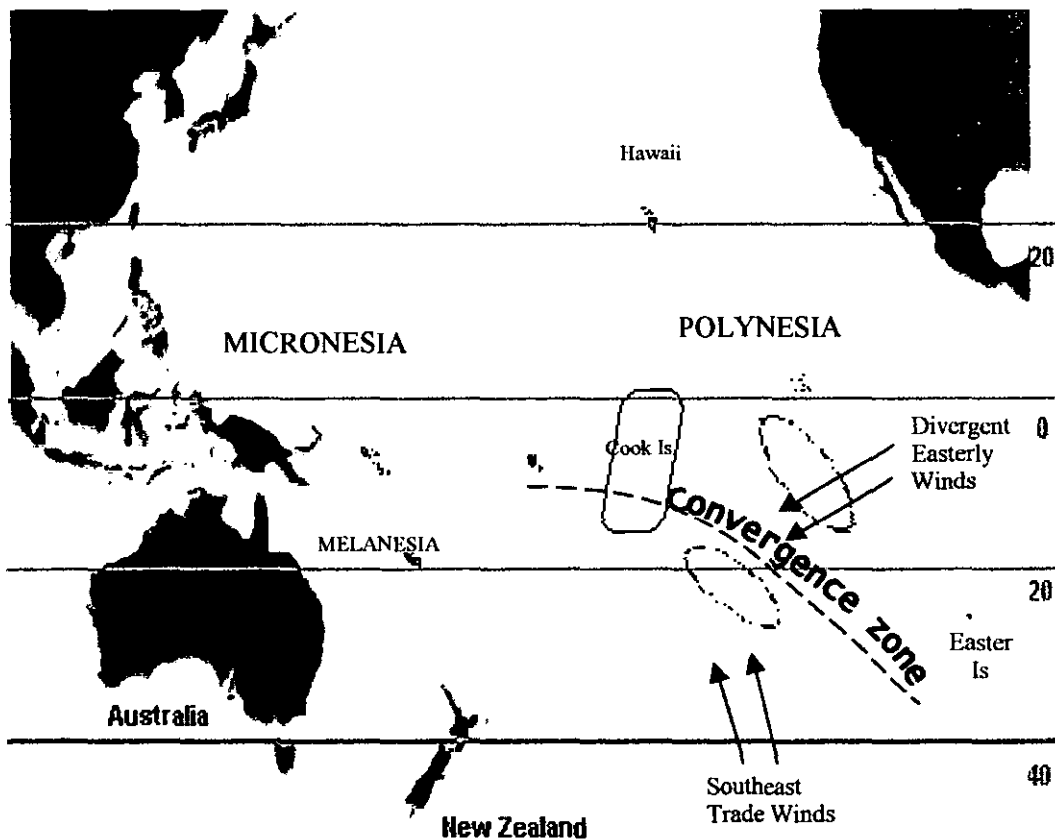 Hawaii
20
MICRONESIA
POLYNESIA
0
Divergent
Easterly
Winds
Cook Is
convergence zone
MELANESIA
20
Easter
Is
Australia
40
Southeast
Trade Winds
New Zealand